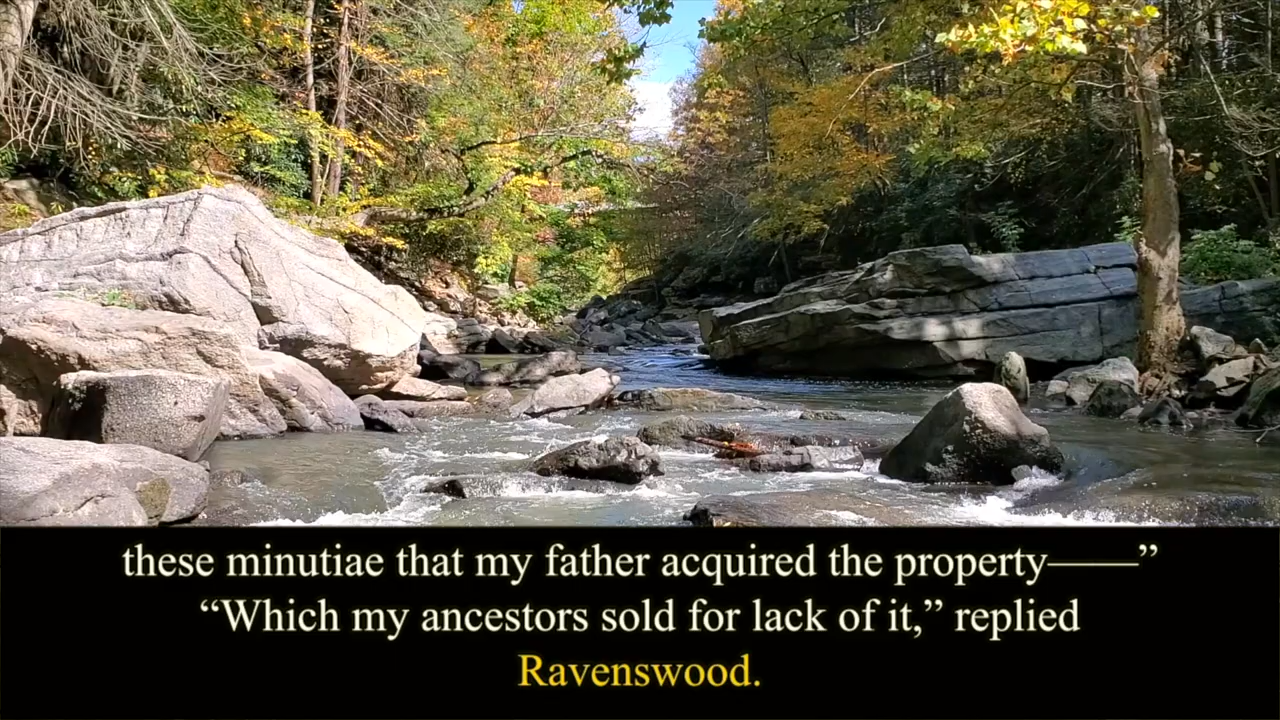 these minutiae that my father acquired the property——”
“Which my ancestors sold for lack of it,” replied
Ravenswood.